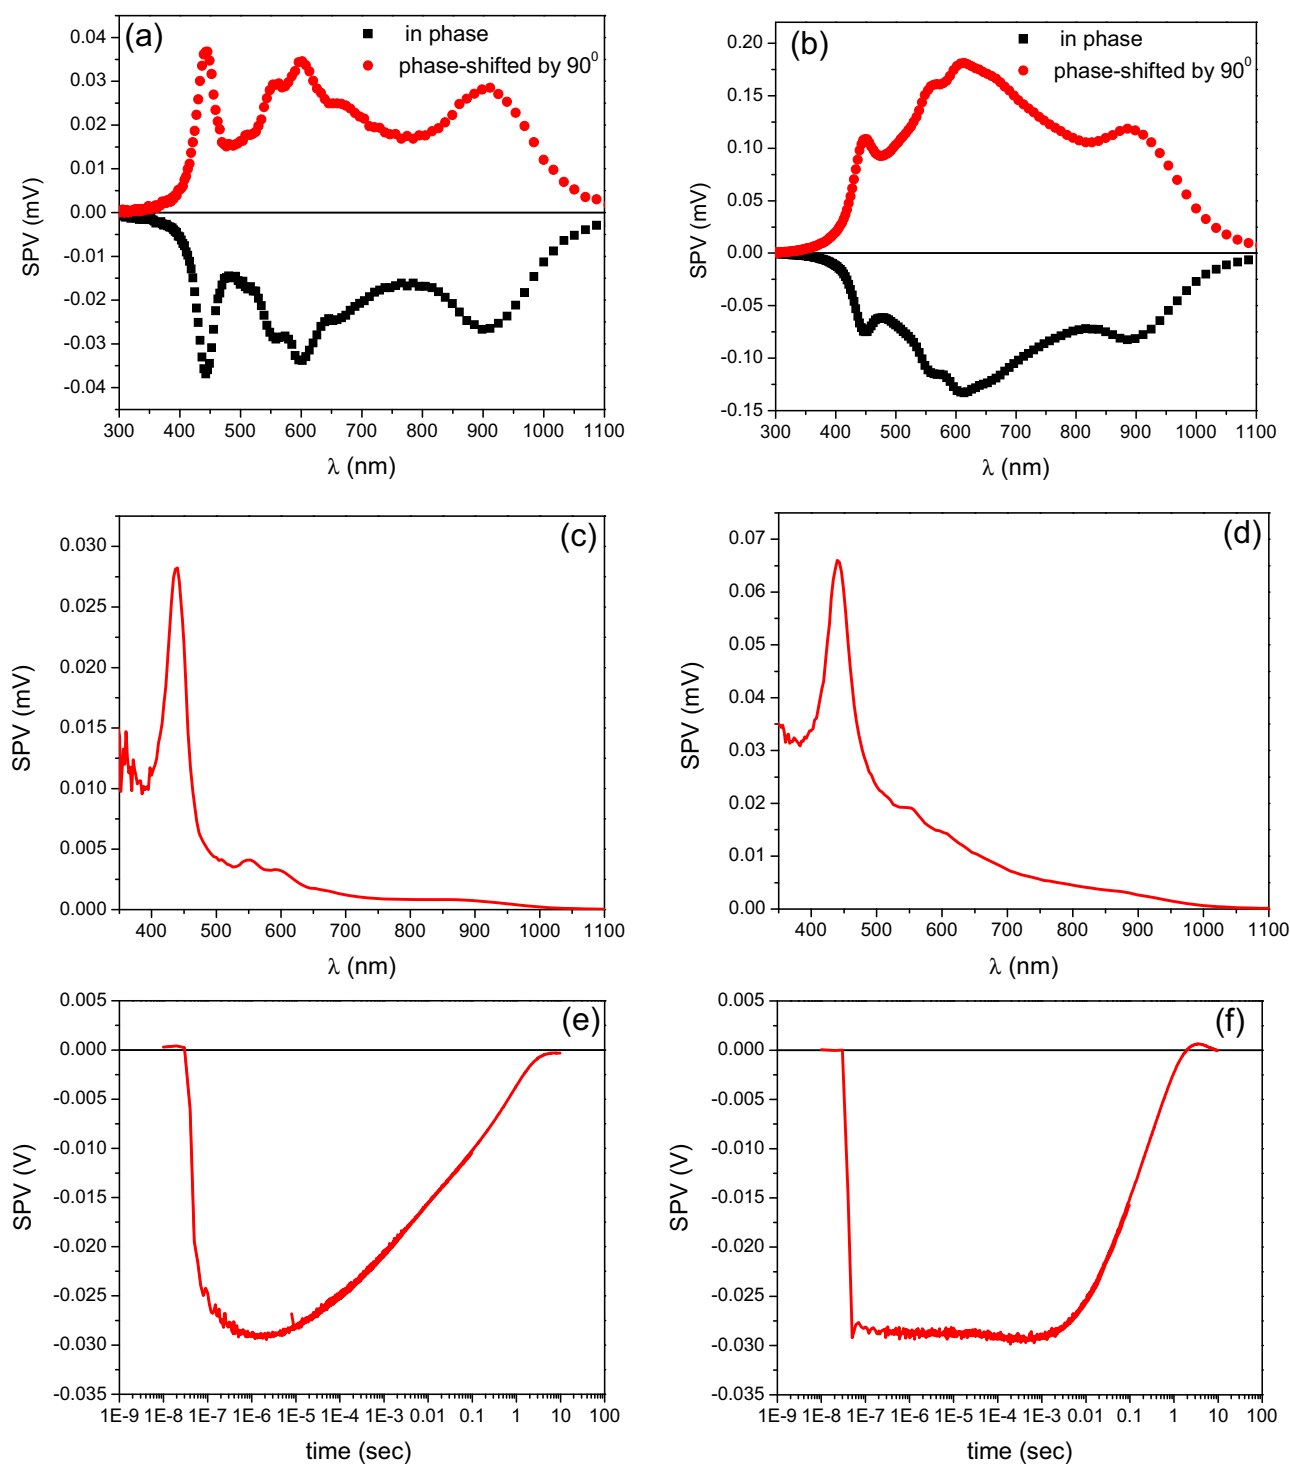 (a)
in phase
phase-shifted by 90⁰
SPV (mV)
0.04
0.03
0.02
0.01
0.00
-0.01
-0.02
-0.03
-0.04
300 400 500 600 700 800 900 1000 1100
λ (nm)
(b)
in phase
phase-shifted by 90⁰
SPV (mV)
0.20
0.15
0.10
0.05
0.00
-0.05
-0.10
-0.15
300 400 500 600 700 800 900 1000 1100
λ (nm)
(c)
SPV (mV)
0.030
0.025
0.020
0.015
0.010
0.005
0.000
400 500 600 700 800 900 1000 1100
λ (nm)
(d)
SPV (mV)
0.07
0.06
0.05
0.04
0.03
0.02
0.01
0.00
400 500 600 700 800 900 1000 1100
λ (nm)
(e)
SPV (V)
0.005
0.000
-0.005
-0.010
-0.015
-0.020
-0.025
-0.030
-0.035
1E-9 1E-8 1E-7 1E-6 1E-5 1E-4 1E-3 0.01 0.1 1 10 100
time (sec)
(f)
SPV (V)
0.005
0.000
-0.005
-0.010
-0.015
-0.020
-0.025
-0.030
-0.035
1E-9 1E-8 1E-7 1E-6 1E-5 1E-4 1E-3 0.01 0.1 1 10 100
time (sec)